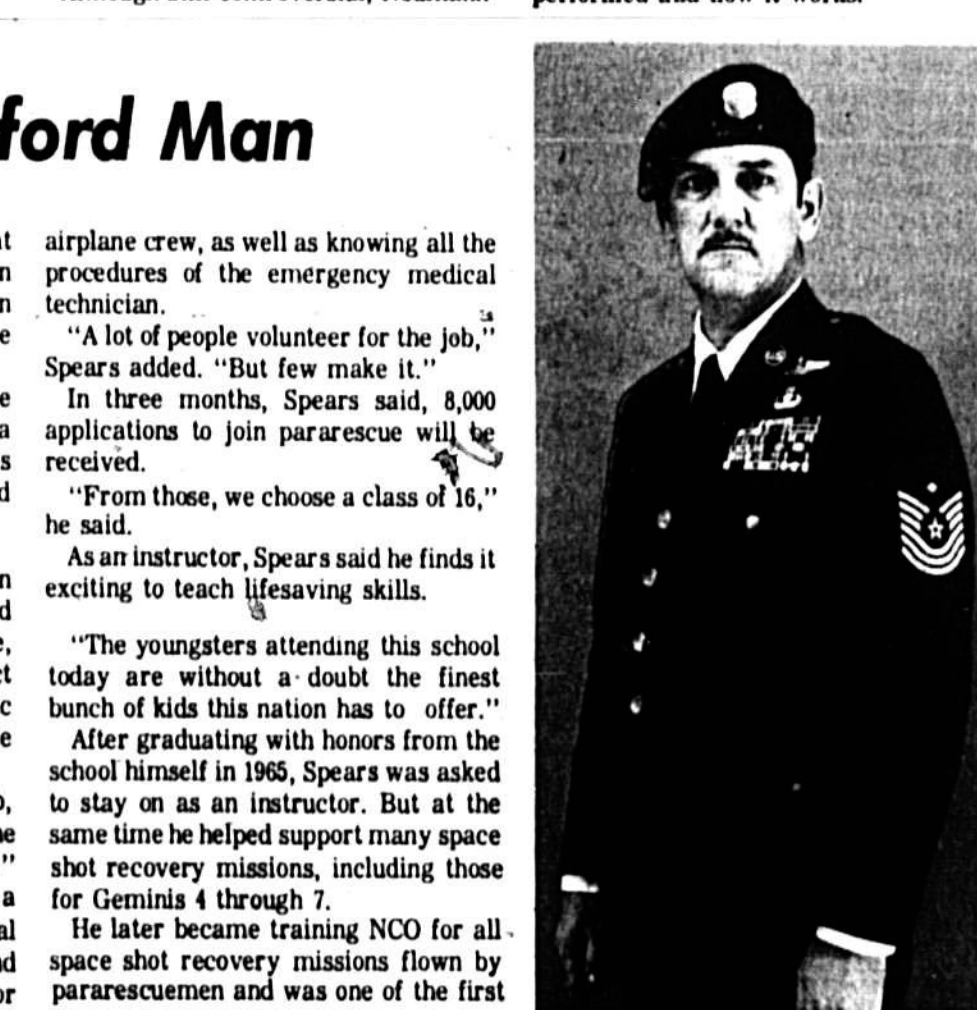 ford Man
airplane crew, as well as knowing all the
procedures of the emergency medical
technician.
"A lot of people volunteer for the job,"
Spears added. "But few make it."
In three months, Spears said, 8,000
applications to join pararescue will be
received.
"From those, we choose a class of 16,"
he said.
As an instructor, Spears said he finds it
exciting to teach lifesaving skills.
"The youngsters attending this school
today are without a doubt the finest
bunch of kids this nation has to offer."
After graduating with honors from the
school himself in 1965, Spears was asked
to stay on as an instructor. But at the
same time he helped support many space
shot recovery missions, including those
for Geminis 4 through 7.
He later became training NCO for all
space shot recovery missions flown by
pararescuemen and was one of the first